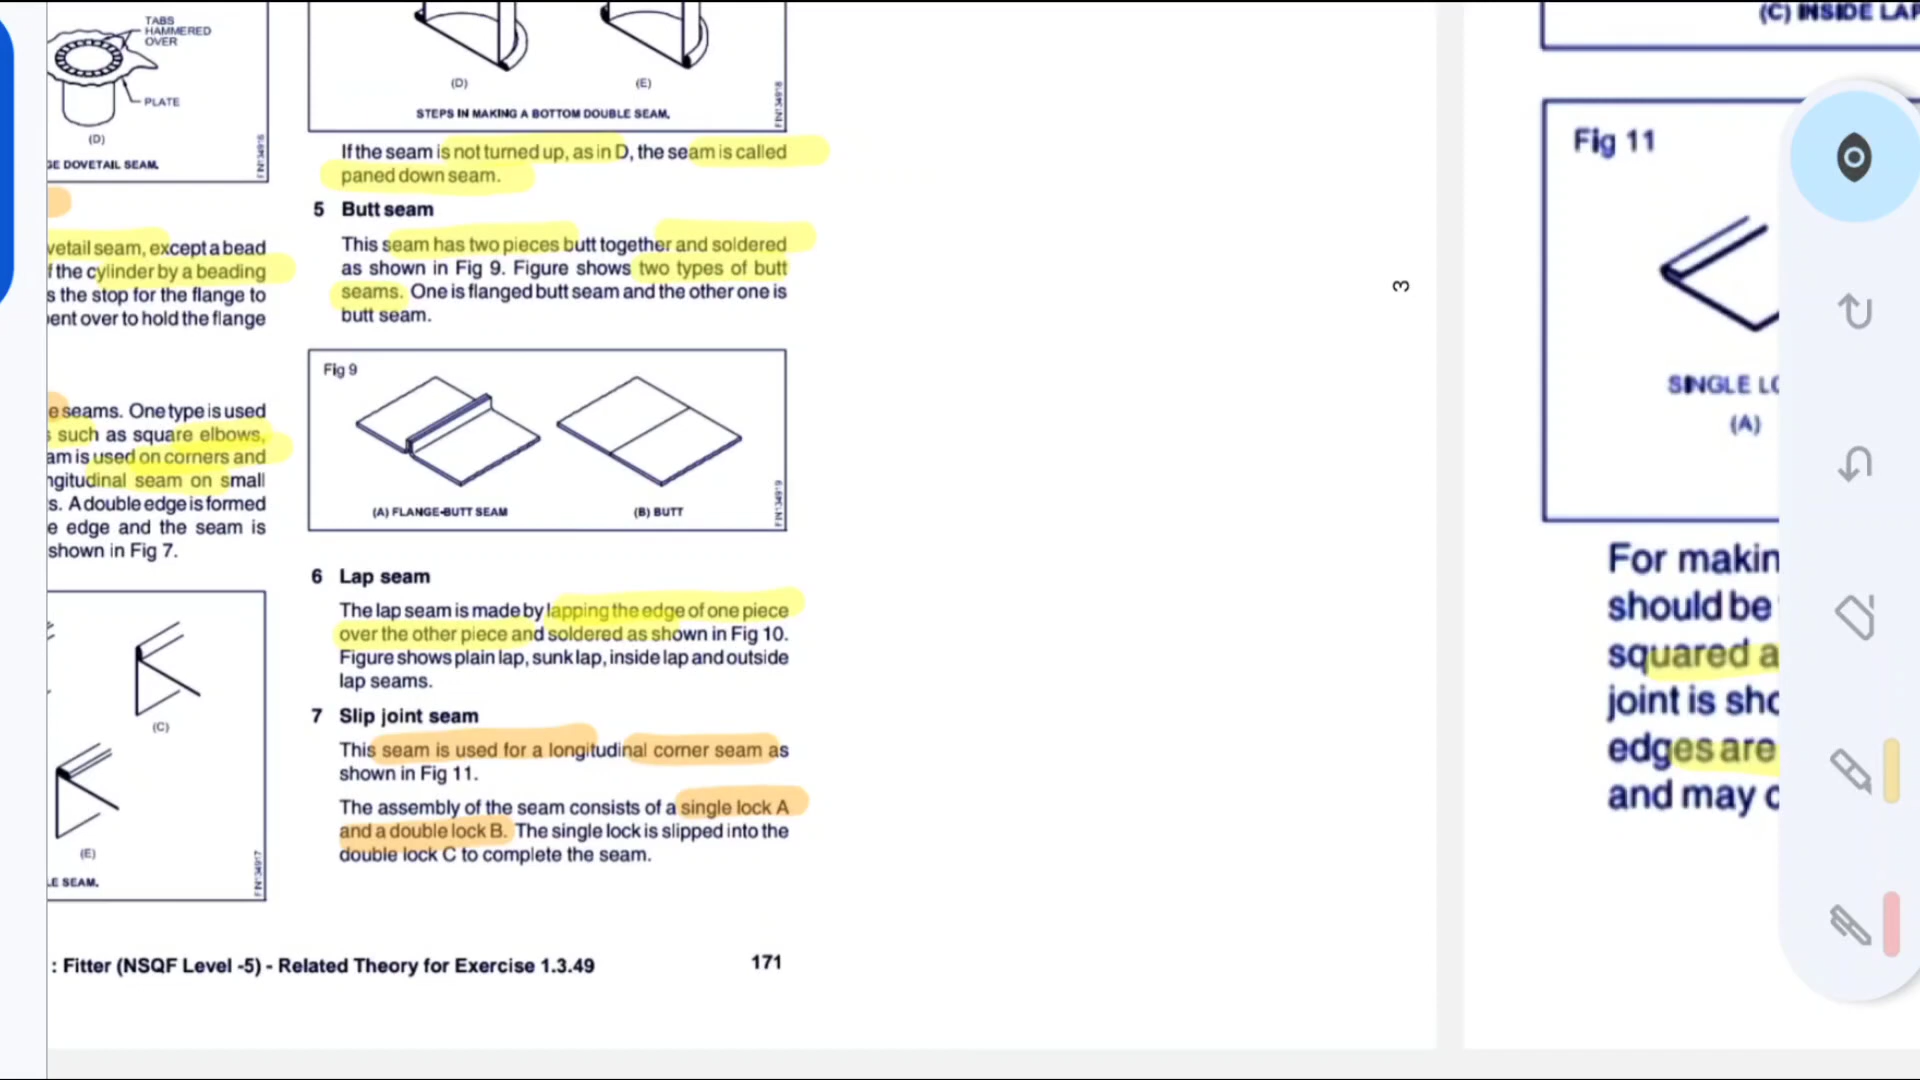 TABS
HAMMERED
OVER
PLATE
(D)
GE DOVETAIL SEAM.
vetail seam, except a bead
f the cylinder by a beading
s the stop for the flange to
ent over to hold the flange
e seams. One type is used
s such as square elbows,
am is used on corners and
ngitudinal seam on small
s. A double edge is formed
e edge and the seam is
shown in Fig 7.
(C)
(E)
LE SEAM.
FIN134917
: Fitter (NSQF Level -5) - Related Theory for Exercise 1.3.49
171
(D)
(E)
STEPS IN MAKING A BOTTOM DOUBLE SEAM.
FIN134918
If the seam is not turned up, as in D, the seam is called
paned down seam.
5 Butt seam
This seam has two pieces butt together and soldered
as shown in Fig 9. Figure shows two types of butt
seams. One is flanged butt seam and the other one is
butt seam.
Fig 9
(A) FLANGE-BUTT SEAM
(B) BUTT
FIN134919
6 Lap seam
The lap seam is made by lapping the edge of one piece
over the other piece and soldered as shown in Fig 10.
Figure shows plain lap, sunk lap, inside lap and outside
lap seams.
7 Slip joint seam
This seam is used for a longitudinal corner seam as
shown in Fig 11.
The assembly of the seam consists of a single lock A
and a double lock B. The single lock is slipped into the
double lock C to complete the seam.
3
(C) INSIDE LAP
Fig 11
SINGLE LO
(A)
For makin
should be
squared a
joint is sho
edges are
and may c